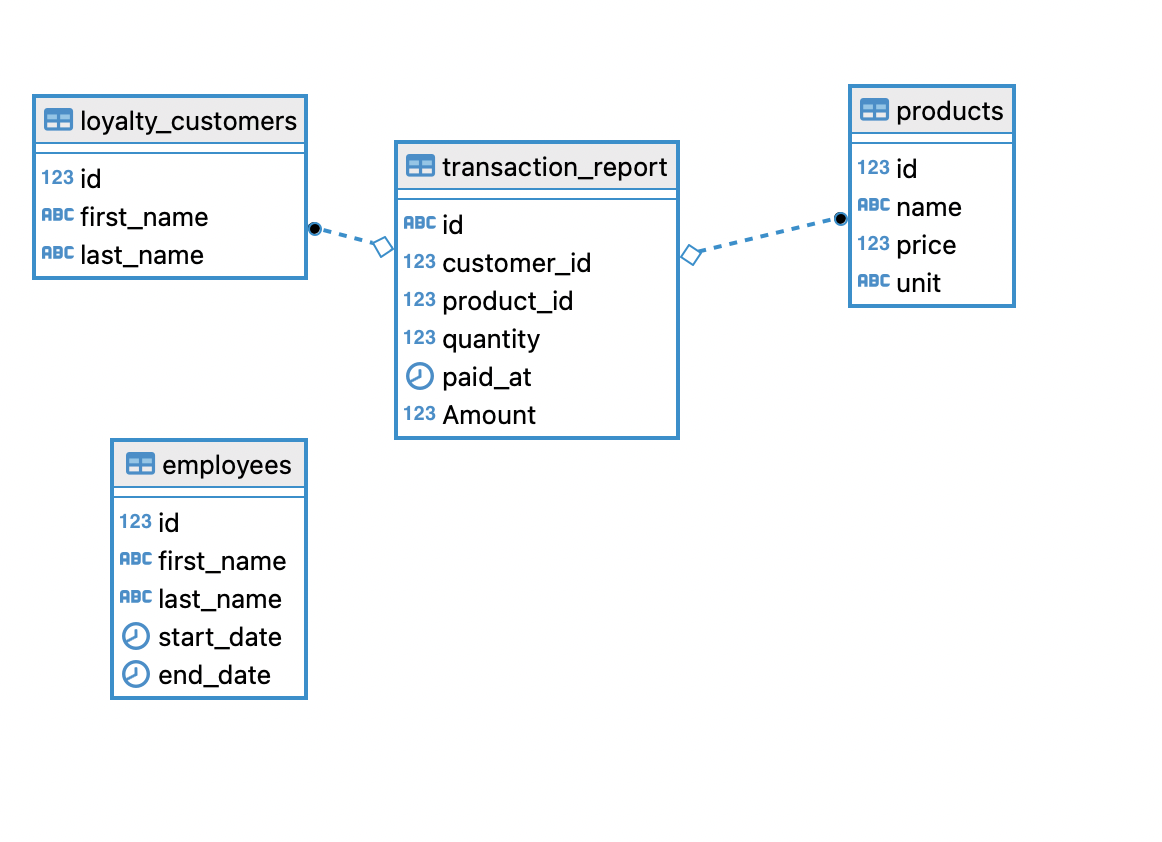 loyalty_customers
123 id
ABC first_name
ABC last_name
transaction_report
ABC id
123 customer_id
123 product_id
123 quantity
paid_at
123 Amount
products
123 id
ABC name
123 price
ABC unit
employees
123 id
ABC first_name
ABC last_name
start_date
end_date